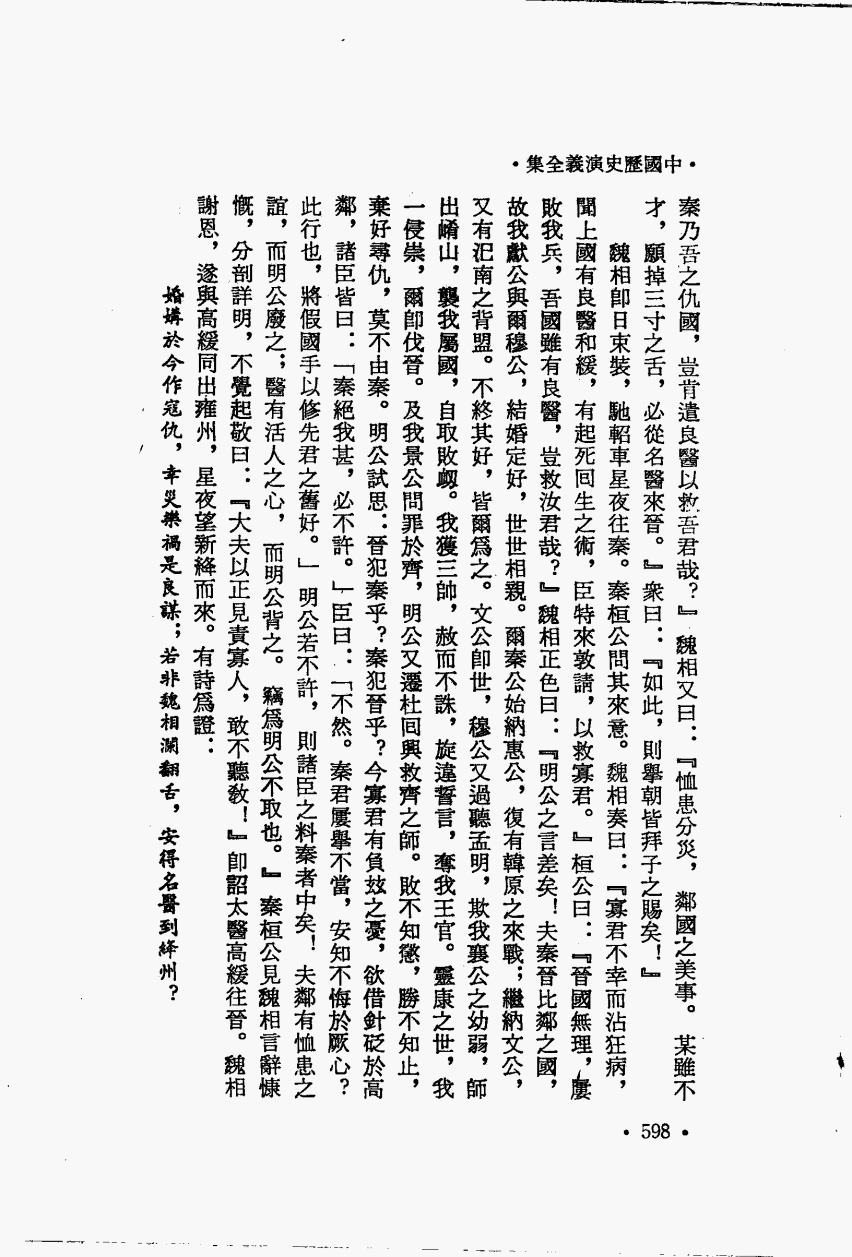 •中國歷史演義全集•
秦乃吾之仇國，豈肯遣良醫以救吾君哉？』魏相又曰：『恤患分災，鄰國之美事。某雖不
才，願掉三寸之舌，必從名醫來晉。』衆曰：『如此，則舉朝皆拜子之賜矣！』
魏相卽日束裝，馳軺車星夜往秦。秦桓公問其來意。魏相奏曰：『寡君不幸而沾狂病，
聞上國有良醫和緩，有起死回生之術，臣特來敦請，以救寡君。』桓公曰：『晉國無理，屢
敗我兵，吾國雖有良醫，豈救汝君哉？』魏相正色曰：『明公之言差矣！夫秦晉比鄰之國，
故我獻公與爾穆公，結婚定好，世世相親。爾秦公始納惠公，復有韓原之來戰；繼納文公，
又有汜南之背盟。不終其好，皆爾爲之。文公卽世，穆公又過聽孟明，欺我襄公之幼弱，師
出崤山，襲我屬國，自取敗衂。我獲三帥，赦而不誅，旋違誓言，奪我王官。靈康之世，我
一侵崇，爾卽伐晉。及我景公問罪於齊，明公又遷杜回興救齊之師。敗不知懲，勝不知止，
棄好尋仇，莫不由秦。明公試思：晉犯秦乎？秦犯晉乎？今寡君有負玆之憂，欲借針砭於高
鄰，諸臣皆曰：「秦絕我甚，必不許。」臣曰：「不然。秦君屢舉不當，安知不悔於厥心？
此行也，將假國手以修先君之舊好。」明公若不許，則諸臣之料秦者中矣！夫鄰有恤患之
誼，而明公廢之；醫有活人之心，而明公背之。竊爲明公不取也。』秦桓公見魏相言辭慷
慨，分剖詳明，不覺起敬曰：『大夫以正見責寡人，敢不聽敎！』卽詔太醫高緩往晉。魏相
謝恩，遂與高緩同出雍州，星夜望新絳而來。有詩爲證：
婚媾於今作寇仇，幸災樂禍是良謀；若非魏相瀾翻舌，安得名醫到絳州？
•598•